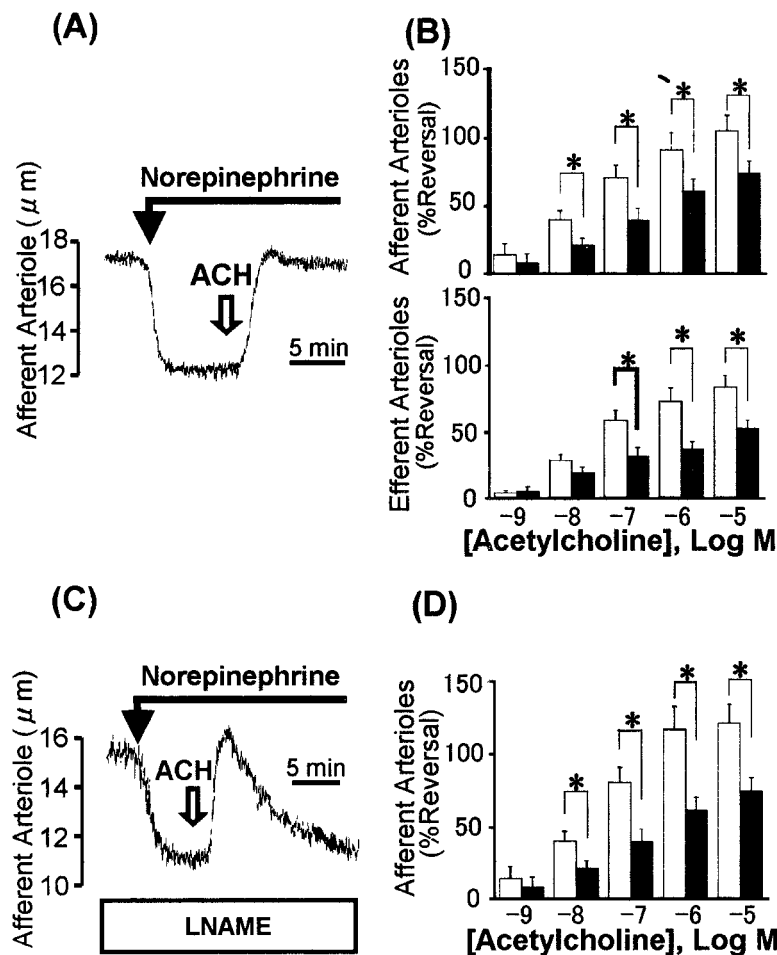 (A)
Norepinephrine
Afferent Arteriole (μm)
18
16
14
12
ACH
5 min
(B)
Afferent Arterioles
(%Reversal)
150
100
50
0
* * * *
Efferent Arterioles
(%Reversal)
150
100
50
0
* * *
-9 -8 -7 -6 -5
[Acetylcholine], Log M
(C)
Norepinephrine
Afferent Arteriole (μm)
16
14
12
10
ACH
5 min
LNAME
(D)
Afferent Arterioles
(%Reversal)
150
100
50
0
* * * *
-9 -8 -7 -6 -5
[Acetylcholine], Log M